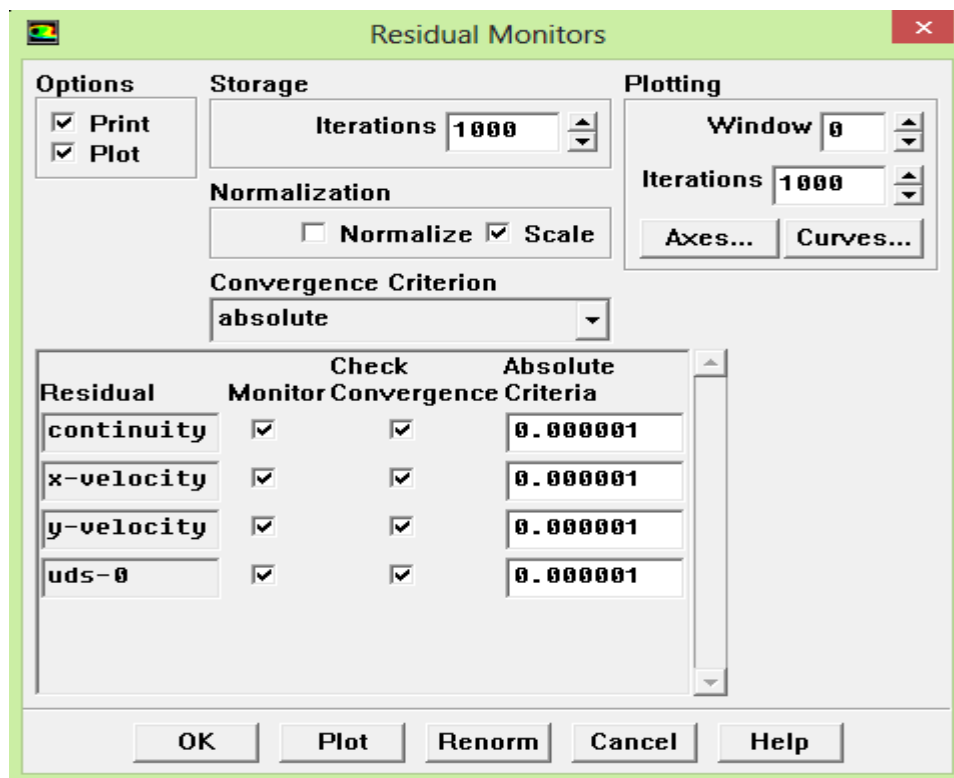 Residual Monitors
Options
Print
Plot
Storage
Iterations 1000
Normalization
Normalize Scale
Convergence Criterion
absolute
Plotting
Window 0
Iterations 1000
Axes... Curves...
Residual Monitor Check Convergence Absolute Criteria
continuity 0.000001
x-velocity 0.000001
y-velocity 0.000001
uds-0 0.000001
OK Plot Renorm Cancel Help